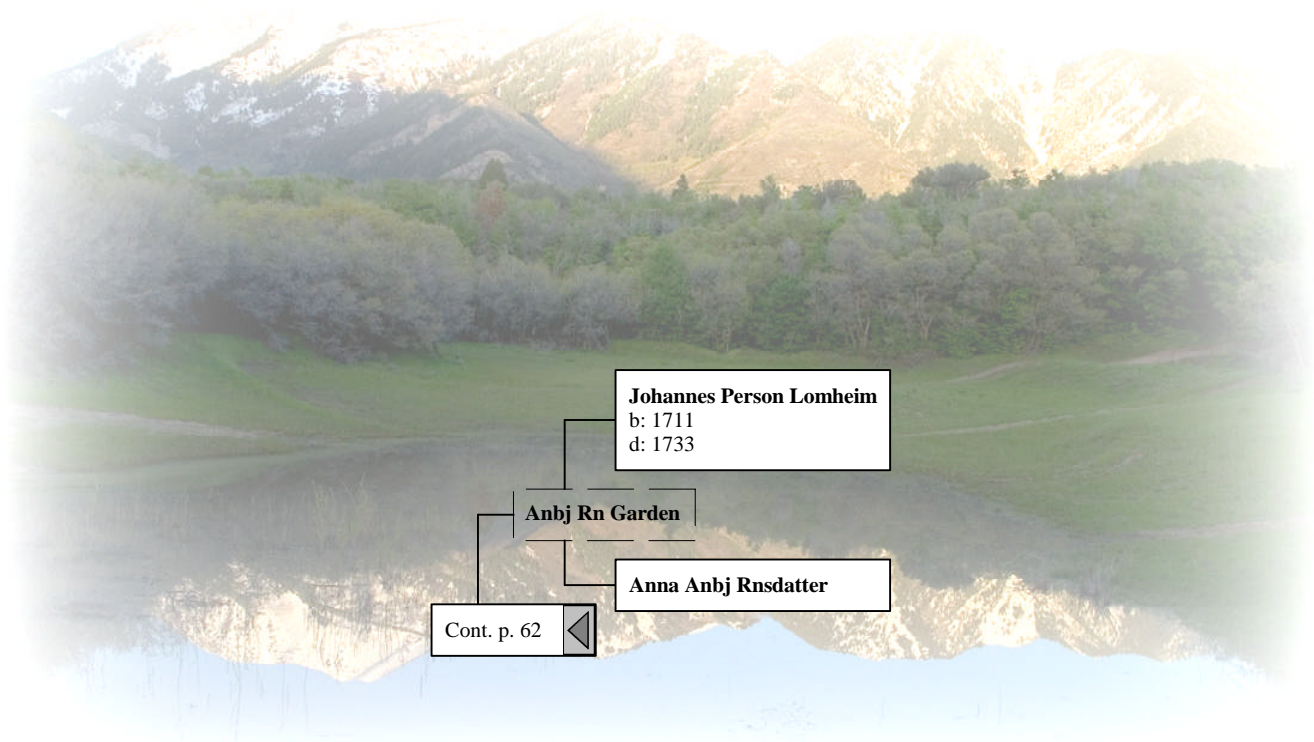 Johannes Person Lomheim
b: 1711
d: 1733
Anbj Rn Garden
Anna Anbj Rnsdatter
Cont. p. 62